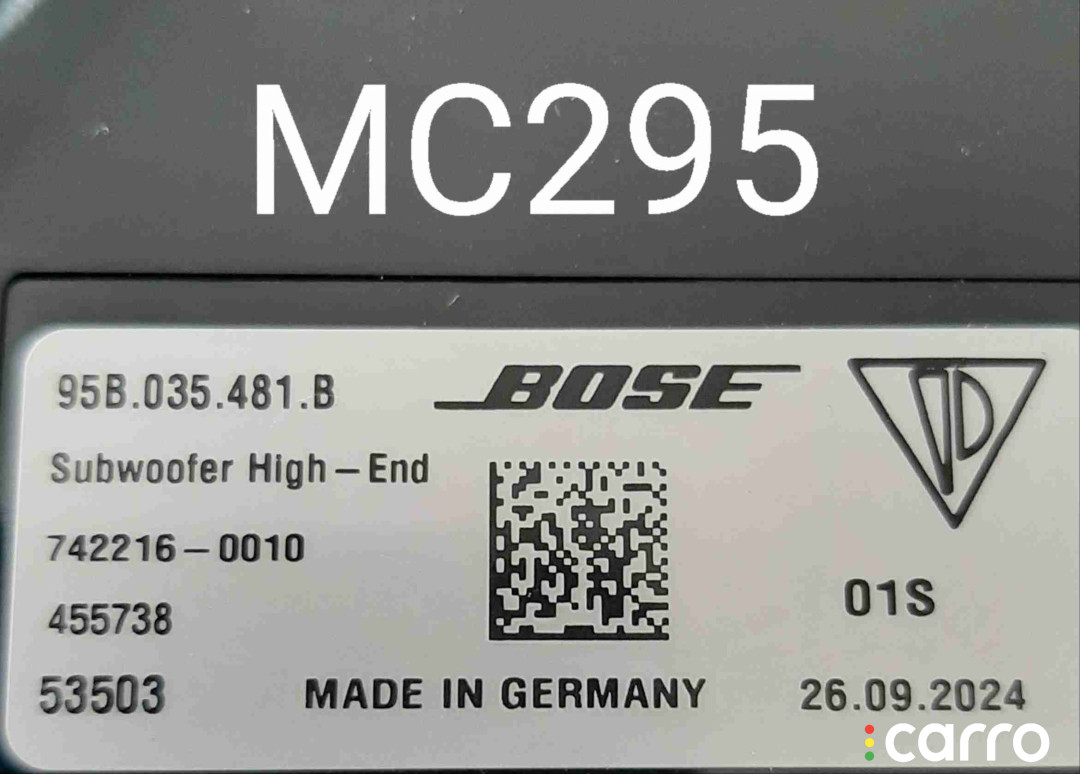 MC295
95B.035.481.B
BOSE
Subwoofer High-End
742216-0010
455738
01S
53503
MADE IN GERMANY
26.09.2024
carro